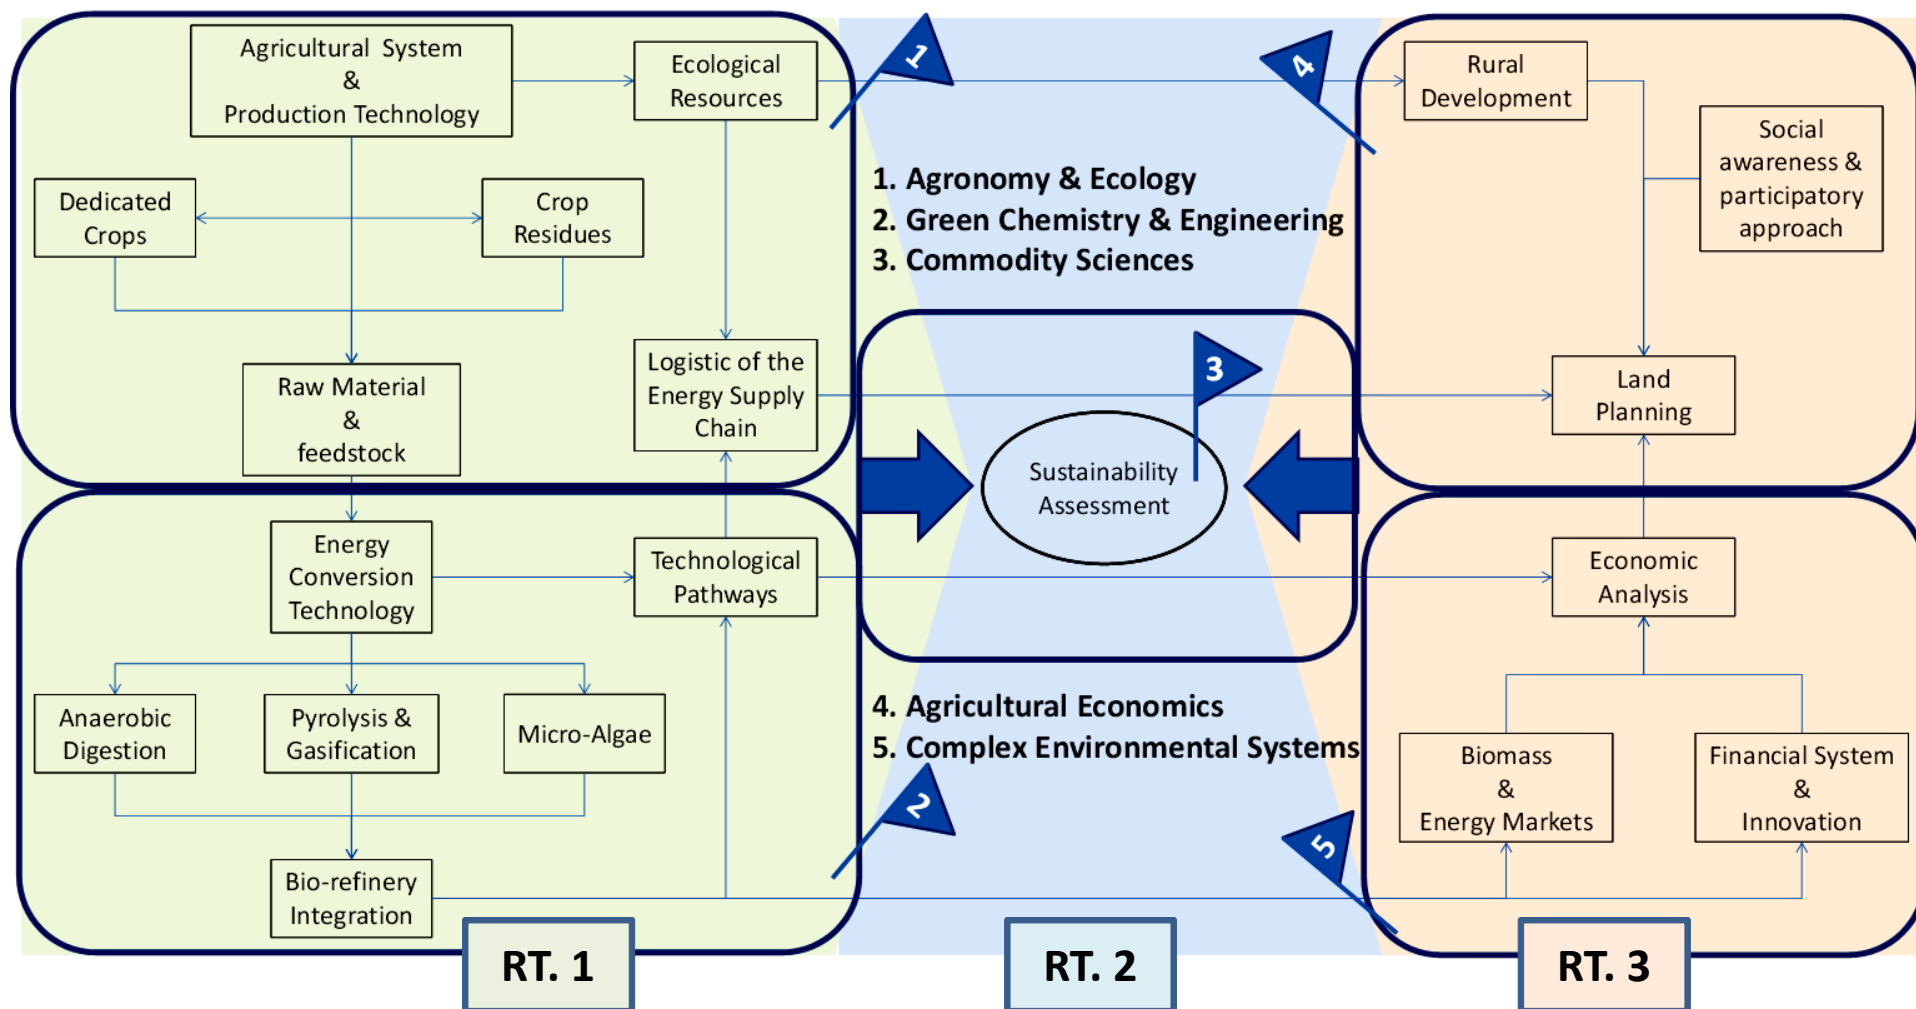 Agricultural System
&
Production Technology
Ecological
Resources
1
4
Rural
Development
Social
awareness &
participatory
approach
Dedicated
Crops
Crop
Residues
1. Agronomy & Ecology
2. Green Chemistry & Engineering
3. Commodity Sciences
Raw Material
&
feedstock
Logistic of the
Energy Supply
Chain
3
Land
Planning
Sustainability
Assessment
Energy
Conversion
Technology
Technological
Pathways
Economic
Analysis
Anaerobic
Digestion
Pyrolysis &
Gasification
Micro-Algae
4. Agricultural Economics
5. Complex Environmental Systems
Biomass
&
Energy Markets
Financial System
&
Innovation
2
5
Bio-refinery
Integration
RT. 1
RT. 2
RT. 3